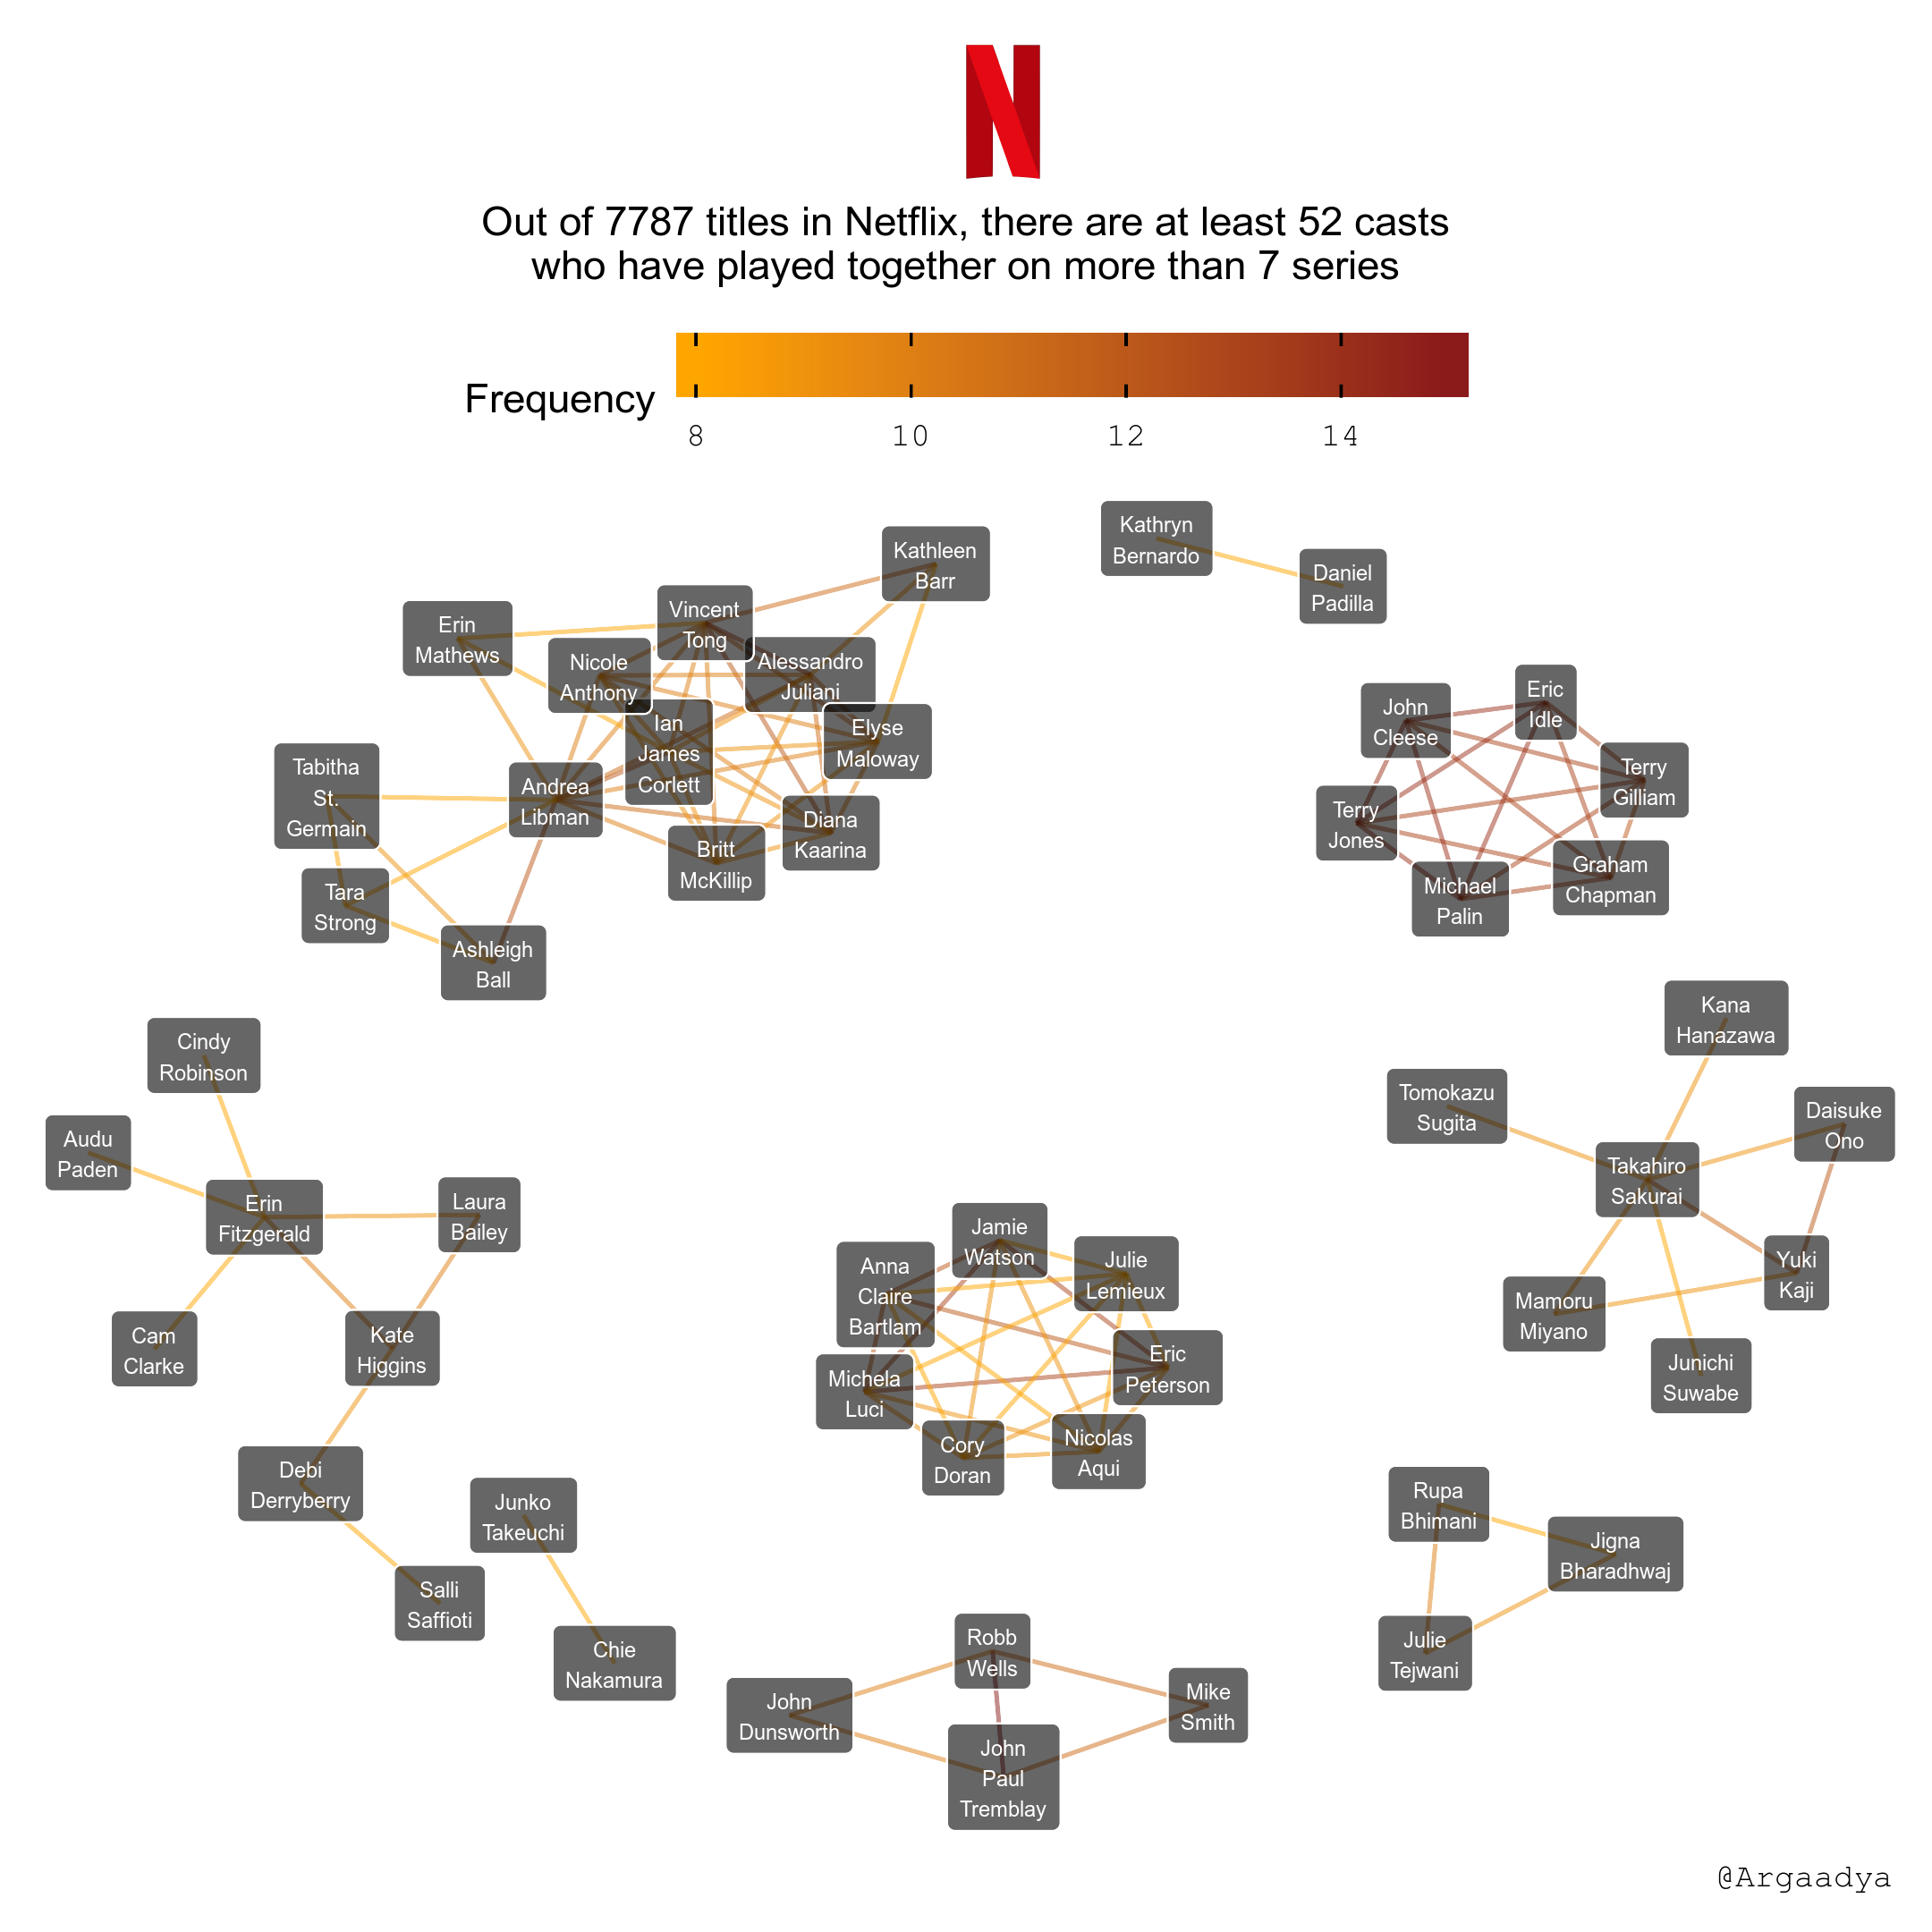 Out of 7787 titles in Netflix, there are at least 52 casts
who have played together on more than 7 series
Frequency
8 10 12 14
Kathryn
Bernardo
Daniel
Padilla
Kathleen
Barr
Vincent
Tong
Erin
Mathews
Nicole
Anthony
Alessandro
Juliani
Ian
James
Corlett
Elyse
Maloway
Tabitha
St.
Germain
Andrea
Libman
Diana
Kaarina
Britt
McKillip
Tara
Strong
Ashleigh
Ball
Eric
Idle
John
Cleese
Terry
Gilliam
Terry
Jones
Graham
Chapman
Michael
Palin
Cindy
Robinson
Audu
Paden
Erin
Fitzgerald
Laura
Bailey
Cam
Clarke
Kate
Higgins
Debi
Derryberry
Salli
Saffioti
Junko
Takeuchi
Chie
Nakamura
Jamie
Watson
Anna
Claire
Bartlam
Julie
Lemieux
Eric
Peterson
Michela
Luci
Cory
Doran
Nicolas
Aqui
Kana
Hanazawa
Tomokazu
Sugita
Daisuke
Ono
Takahiro
Sakurai
Yuki
Kaji
Mamoru
Miyano
Junichi
Suwabe
Rupa
Bhimani
Jigna
Bharadhwaj
Julie
Tejwani
Robb
Wells
John
Dunsworth
Mike
Smith
John
Paul
Tremblay
@Argaadya